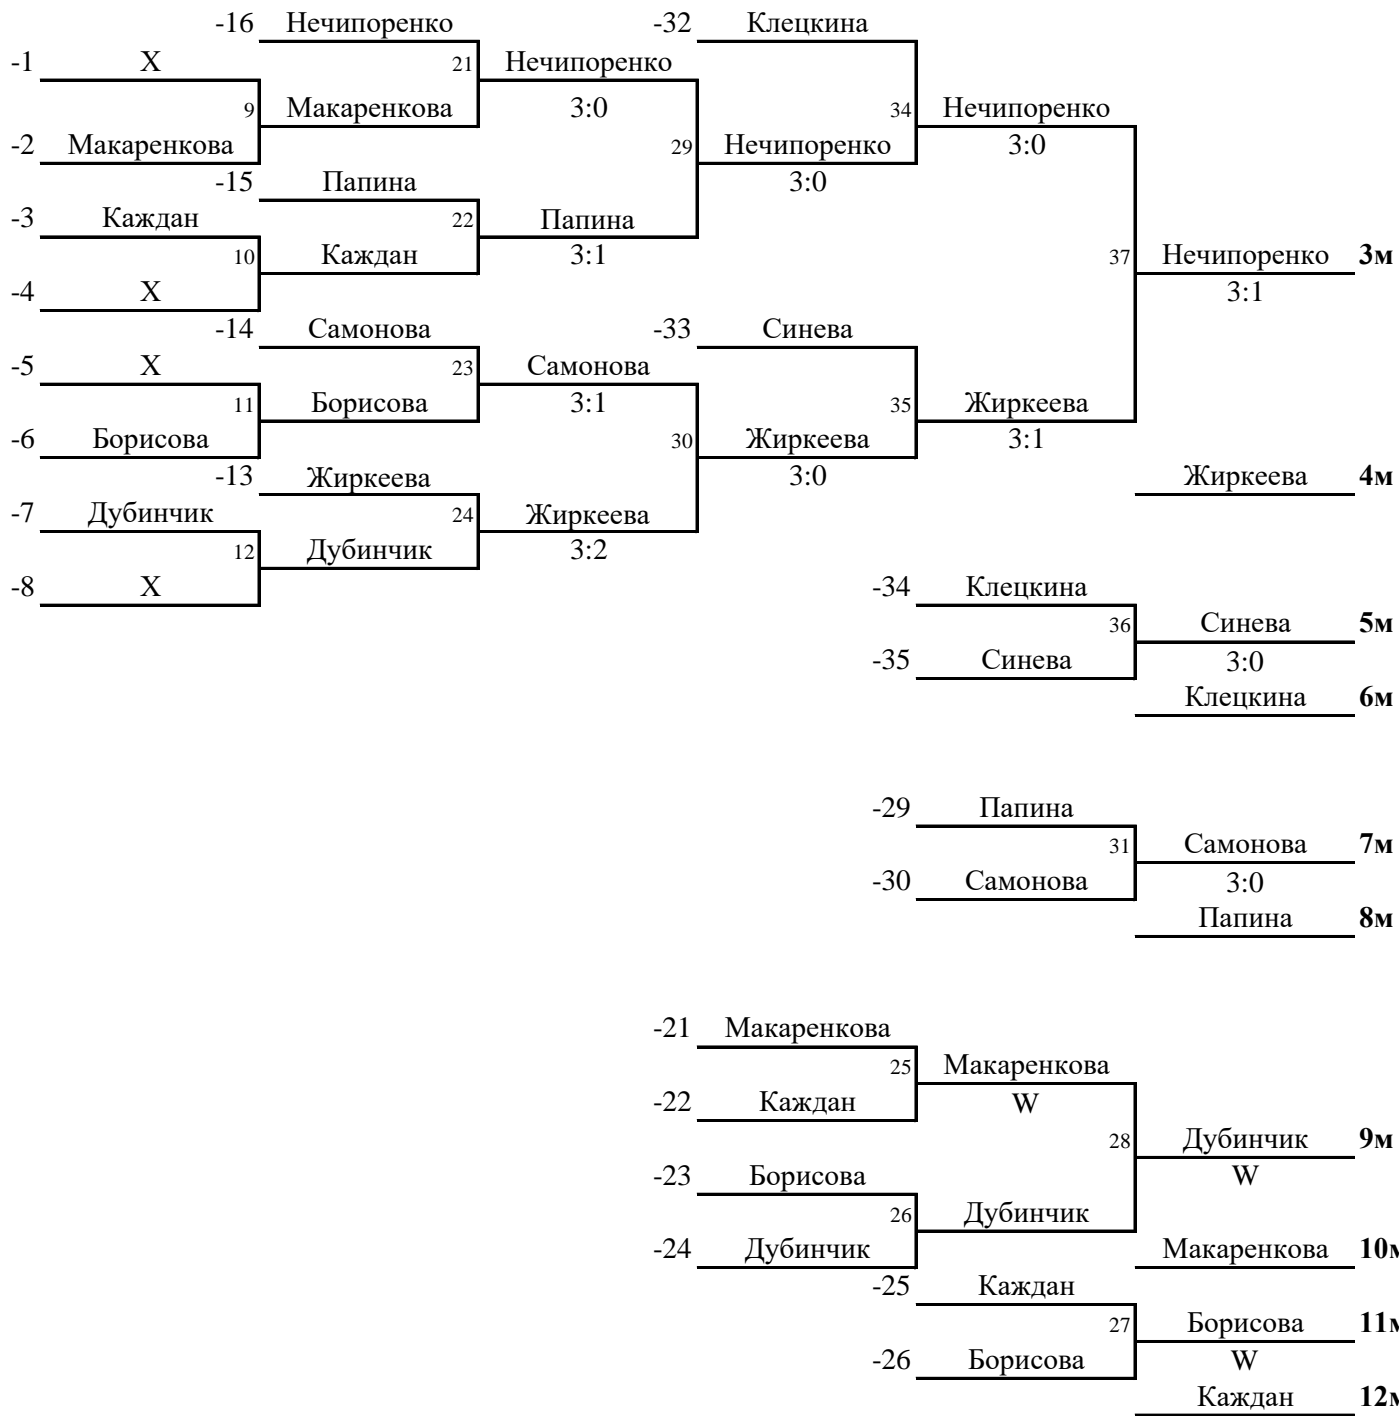 -16 Нечипоренко -32 Клецкина
-1 X 21 Нечипоренко
9 Макаренкова 3:0 34 Нечипоренко
-2 Макаренкова 29 Нечипоренко 3:0
-15 Папина 3:0
-3 Каждан 22 Папина
10 Каждан 3:1 37 Нечипоренко 3м
-4 X 3:1
-14 Самонова -33 Синева
-5 X 23 Самонова
11 Борисова 3:1 35 Жиркеева
-6 Борисова 30 Жиркеева 3:1
-13 Жиркеева 3:0 Жиркеева 4м
-7 Дубинчик 24 Жиркеева
12 Дубинчик 3:2
-8 X -34 Клецкина
36 Синева 5м
-35 Синева 3:0
Клецкина 6м
-29 Папина
31 Самонова 7м
-30 Самонова 3:0
Папина 8м
-21 Макаренкова
25 Макаренкова
-22 Каждан W
28 Дубинчик 9м
-23 Борисова W
26 Дубинчик
-24 Дубинчик Макаренкова 10м
-25 Каждан
27 Борисова 11м
-26 Борисова W
Каждан 12м